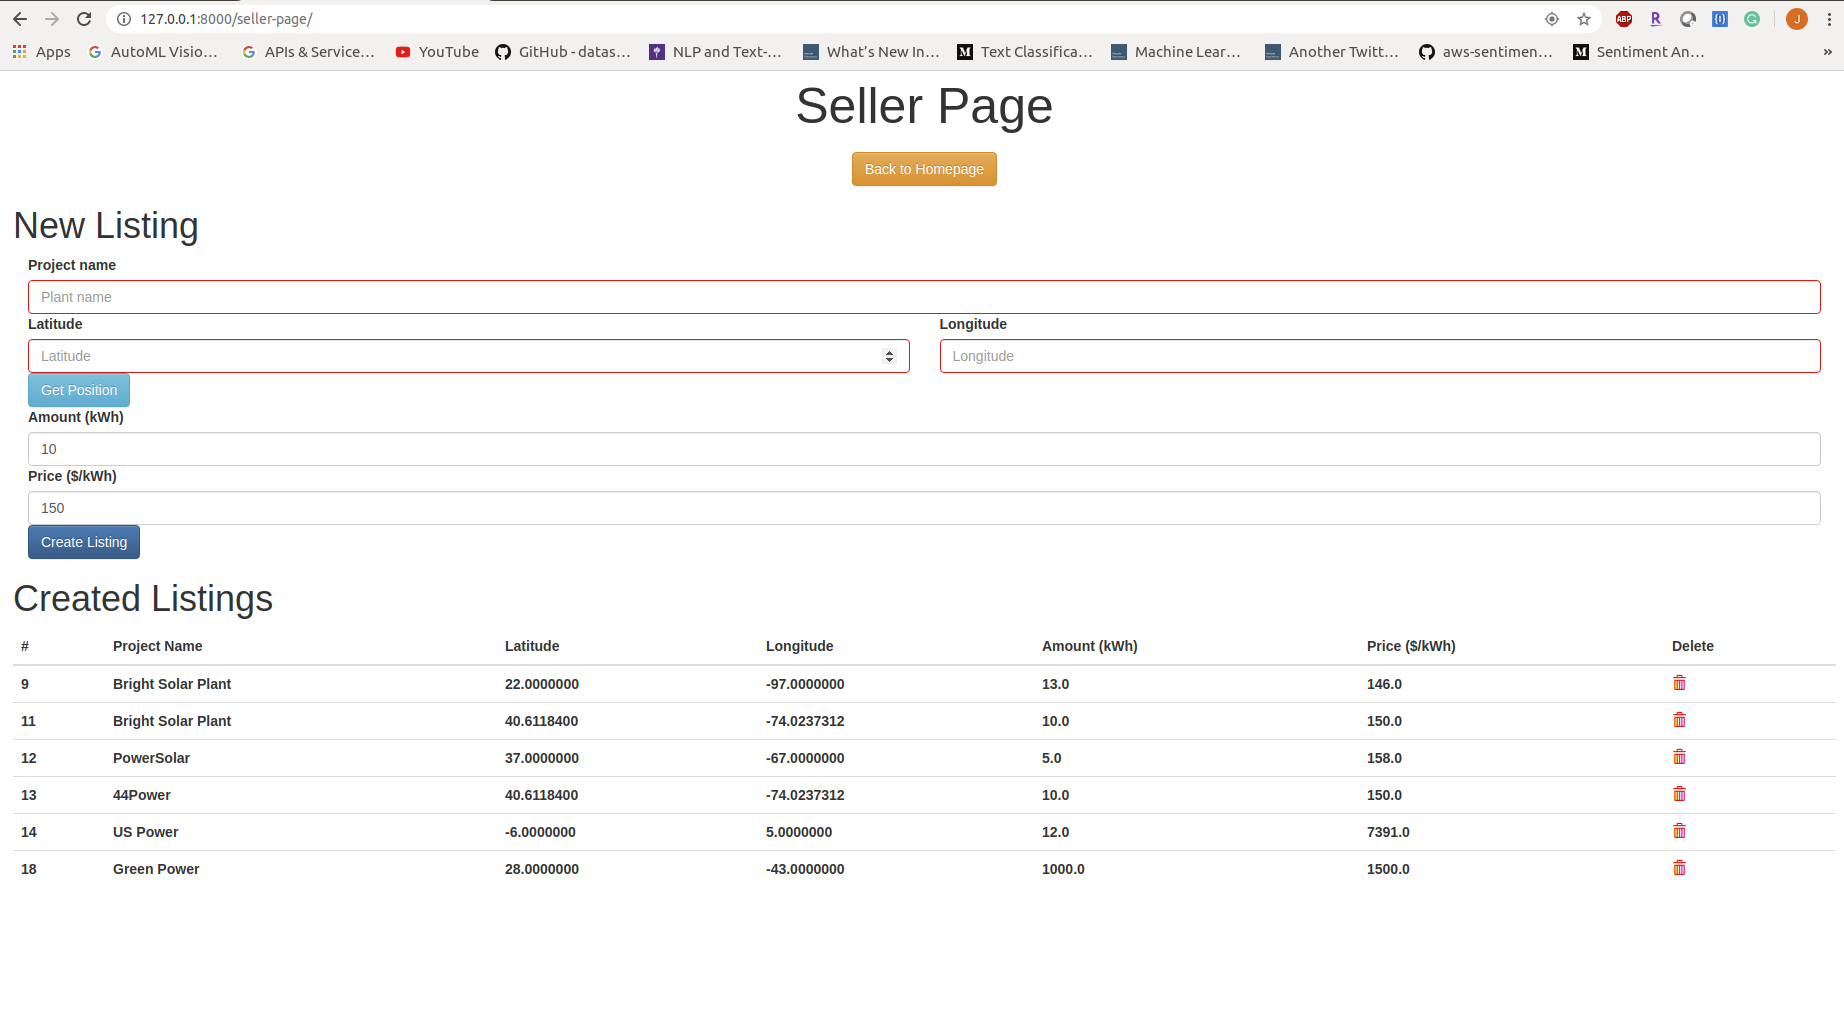 127.0.0.1:8000/seller-page/
ABP R {()} G J
Apps AutoML Visio… APIs & Service… YouTube GitHub - datas… NLP and Text-… What’s New In… Text Classifica… Machine Lear… Another Twitt… aws-sentimen… Sentiment An… »
Seller Page
Back to Homepage
New Listing
Project name
Plant name
Latitude Longitude
Latitude Longitude
Get Position
Amount (kWh)
10
Price ($/kWh)
150
Create Listing
Created Listings
# Project Name Latitude Longitude Amount (kWh) Price ($/kWh) Delete
9 Bright Solar Plant 22.0000000 -97.0000000 13.0 146.0
11 Bright Solar Plant 40.6118400 -74.0237312 10.0 150.0
12 PowerSolar 37.0000000 -67.0000000 5.0 158.0
13 44Power 40.6118400 -74.0237312 10.0 150.0
14 US Power -6.0000000 5.0000000 12.0 7391.0
18 Green Power 28.0000000 -43.0000000 1000.0 1500.0